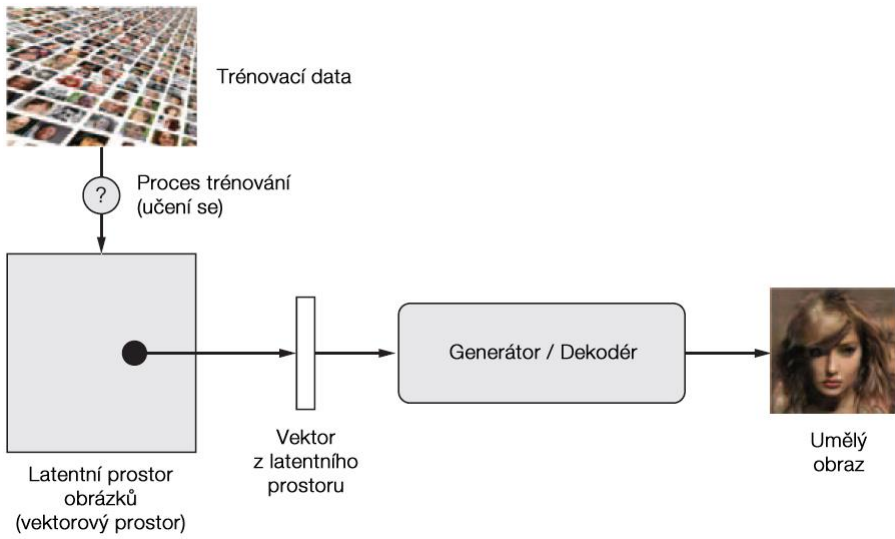 Trénovací data
?
Proces trénování
(učení se)
Generátor / Dekodér
Vektor
z latentního
prostoru
Umělý
obraz
Latentní prostor
obrázků
(vektorový prostor)